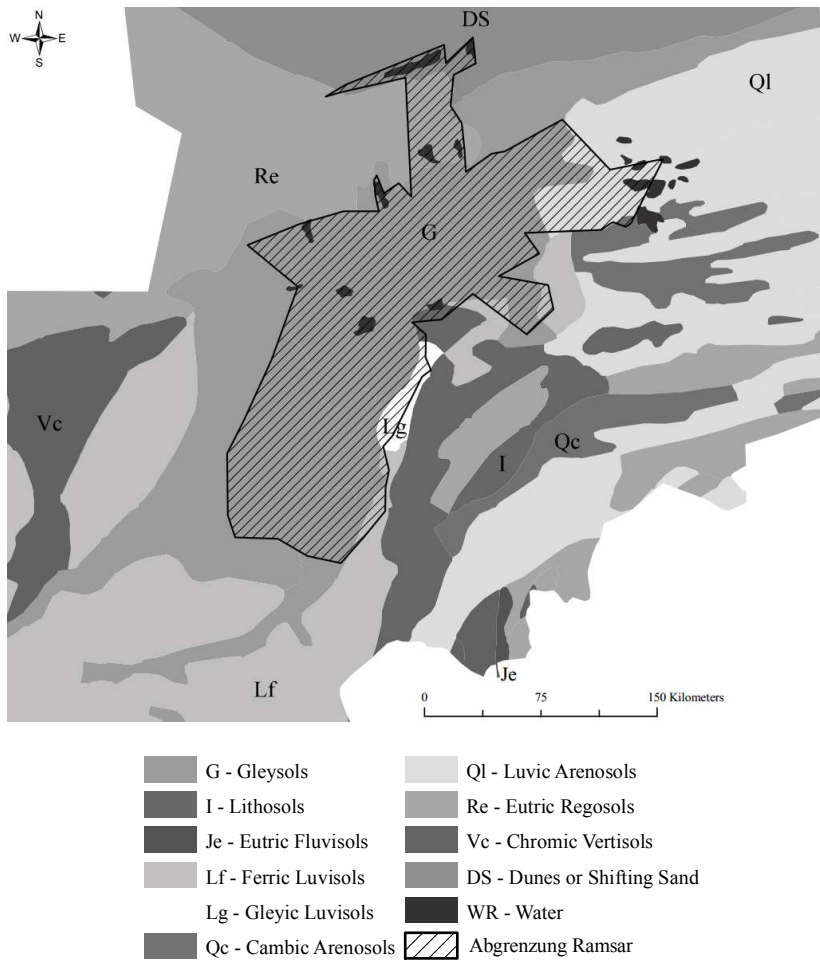 DS
N
W E
S
Ql
Re
G
Vc
Lg
Qc
I
Je
Lf
0 75 150 Kilometers
G - Gleysols
I - Lithosols
Je - Eutric Fluvisols
Lf - Ferric Luvisols
Lg - Gleyic Luvisols
Qc - Cambic Arenosols
Ql - Luvic Arenosols
Re - Eutric Regosols
Vc - Chromic Vertisols
DS - Dunes or Shifting Sand
WR - Water
Abgrenzung Ramsar